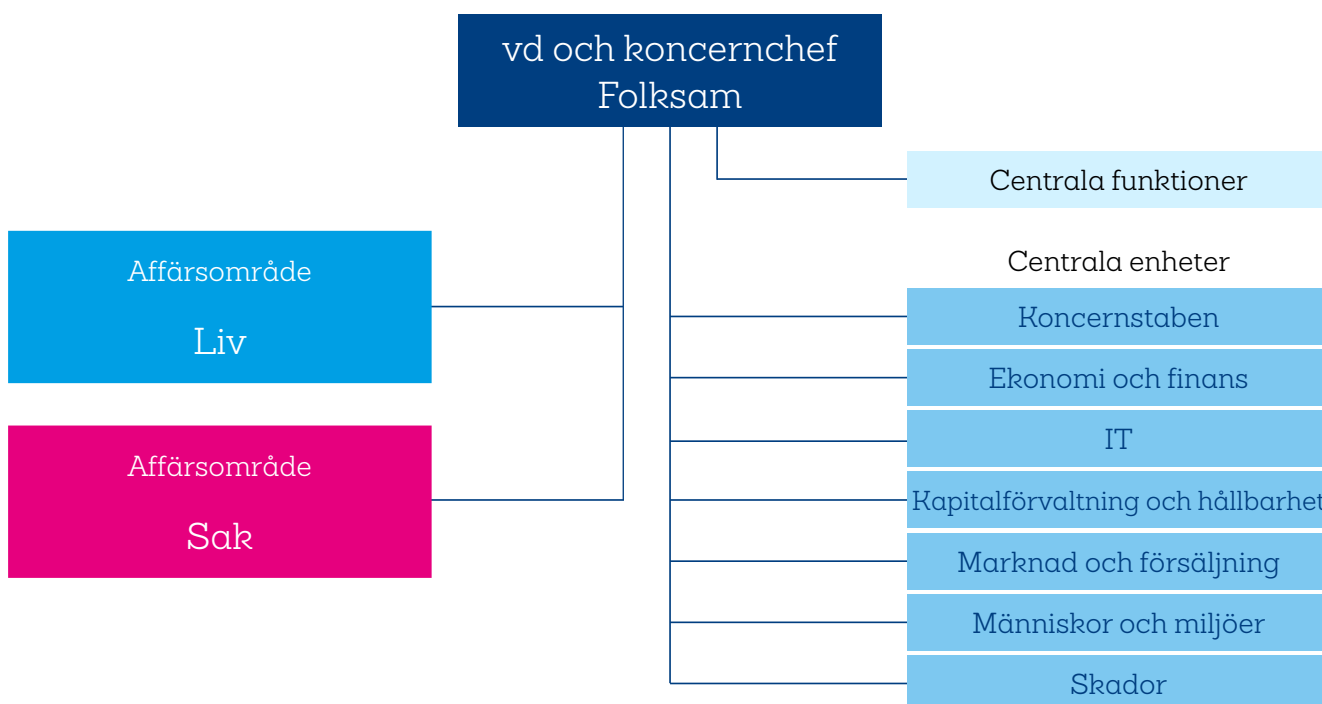 vd och koncernchef
Folksam
Centrala funktioner
Affärsområde
Liv
Affärsområde
Sak
Centrala enheter
Koncernstaben
Ekonomi och finans
IT
Kapitalförvaltning och hållbarhet
Marknad och försäljning
Människor och miljöer
Skador